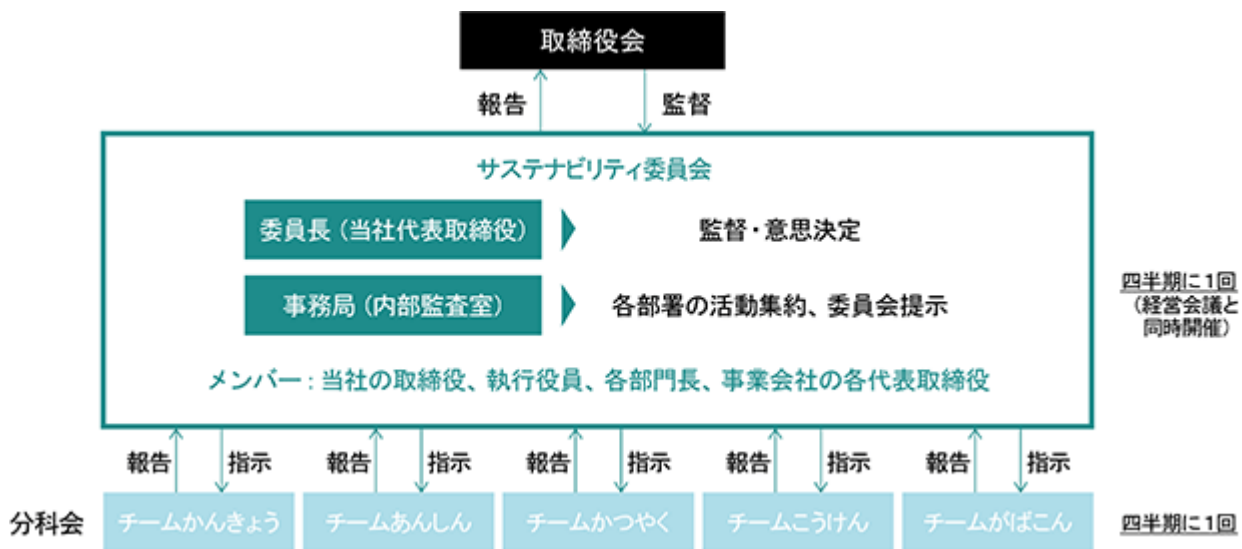 取締役会
報告
監督
サステナビリティ委員会
委員長(当社代表取締役)
監督・意思決定
事務局(内部監査室)
各部署の活動集約、委員会提示
四半期に1回
(経営会議と
同時開催)
メンバー:当社の取締役、執行役員、各部門長、事業会社の各代表取締役
報告 指示 報告 指示 報告 指示 報告 指示 報告 指示
分科会 チームかんきょう チームあんしん チームかつやく チームこうけん チームがばこん 四半期に1回